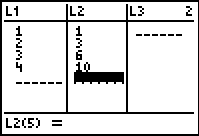 L1 L2 L3 2
1 1 ------
2 3
3 6
4 10
------
L2(5) =